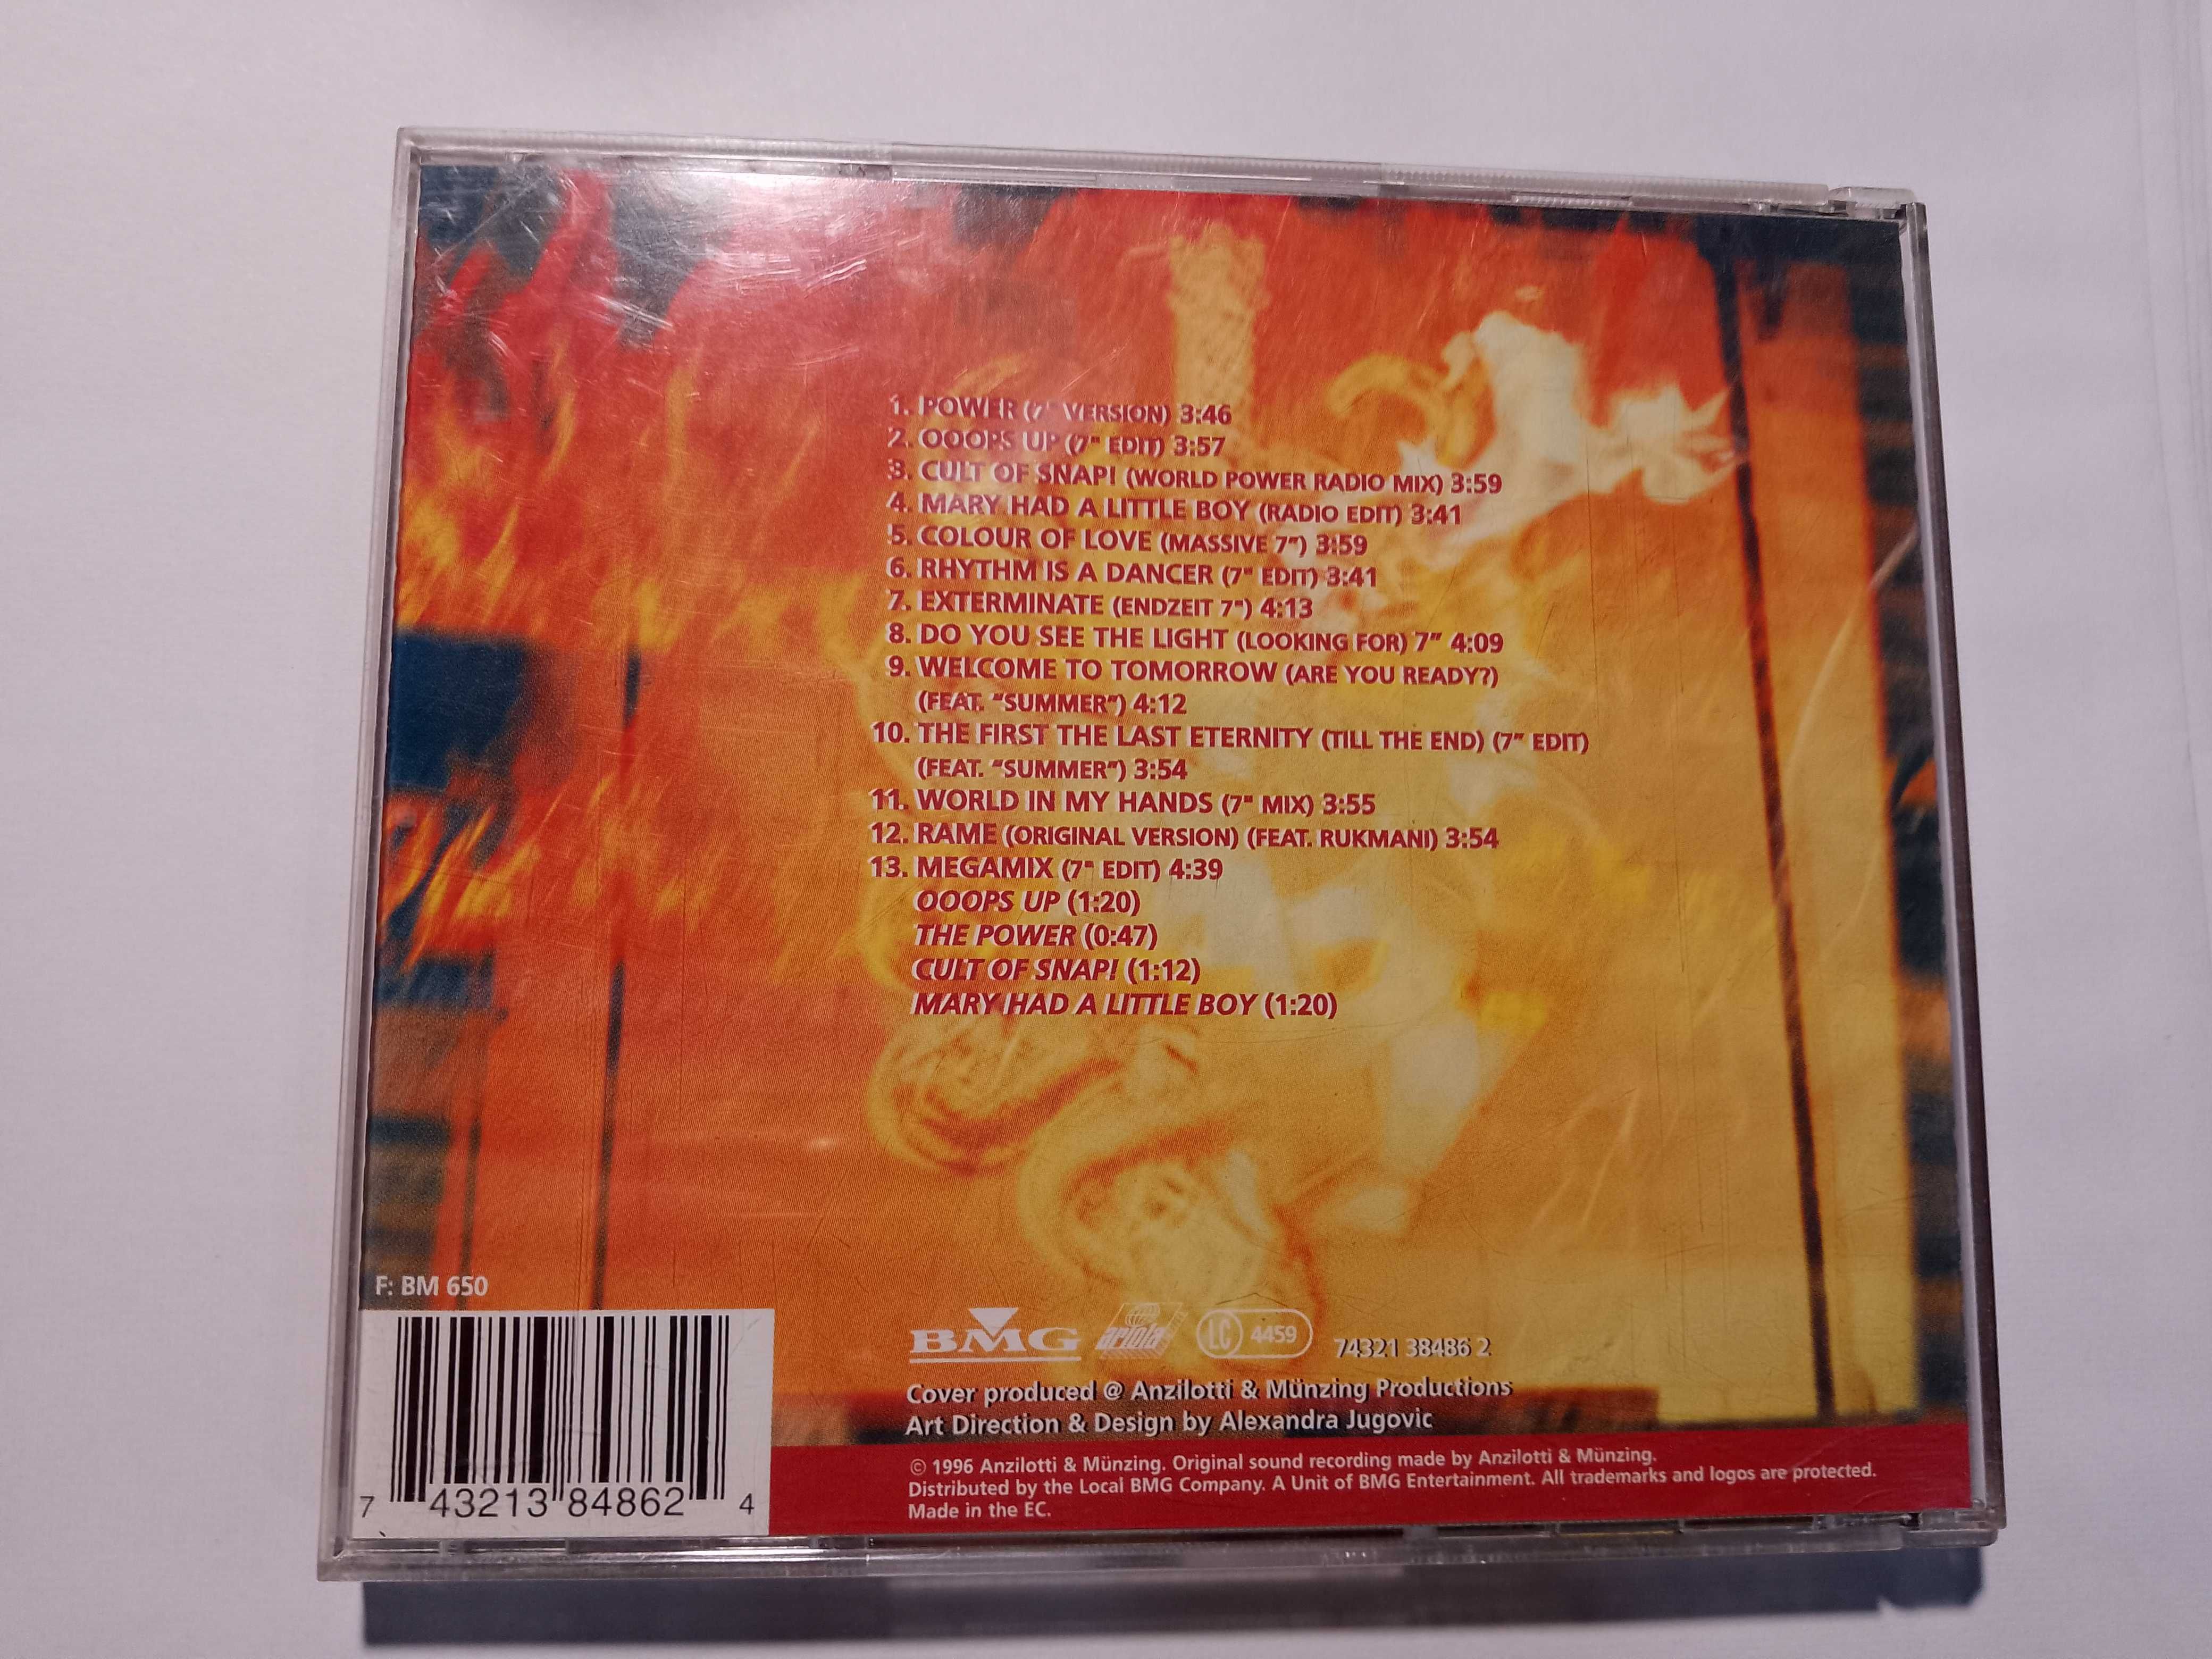 1. POWER (7" VERSION) 3:46
2. OOOPS UP (7" EDIT) 3:57
3. CULT OF SNAP! (WORLD POWER RADIO MIX) 3:59
4. MARY HAD A LITTLE BOY (RADIO EDIT) 3:41
5. COLOUR OF LOVE (MASSIVE 7") 3:59
6. RHYTHM IS A DANCER (7" EDIT) 3:41
7. EXTERMINATE (ENDZEIT 7") 4:13
8. DO YOU SEE THE LIGHT (LOOKING FOR) 7" 4:09
9. WELCOME TO TOMORROW (ARE YOU READY?)
(FEAT. "SUMMER") 4:12
10. THE FIRST THE LAST ETERNITY (TILL THE END) (7" EDIT)
(FEAT. "SUMMER") 3:54
11. WORLD IN MY HANDS (7" MIX) 3:55
12. RAME (ORIGINAL VERSION) (FEAT. RUKMANI) 3:54
13. MEGAMIX (7" EDIT) 4:39
OOOPS UP (1:20)
THE POWER (0:47)
CULT OF SNAP! (1:12)
MARY HAD A LITTLE BOY (1:20)
F: BM 650
7 43213 84862 4
BMG ariola LC 4459 74321 38486 2
Cover produced @ Anzilotti & Münzing Productions
Art Direction & Design by Alexandra Jugovic
© 1996 Anzilotti & Münzing. Original sound recording made by Anzilotti & Münzing.
Distributed by the Local BMG Company. A Unit of BMG Entertainment. All trademarks and logos are protected.
Made in the EC.